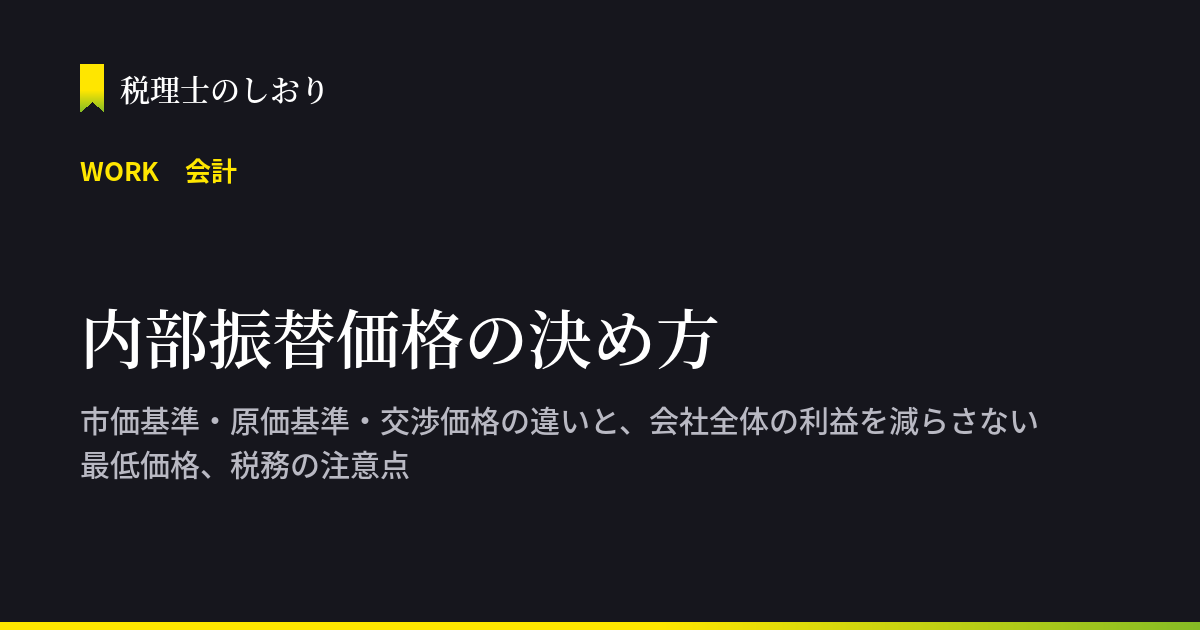 税理士のしおり
WORK 会計
内部振替価格の決め方
市価基準・原価基準・交渉価格の違いと、会社全体の利益を減らさない
最低価格、税務の注意点